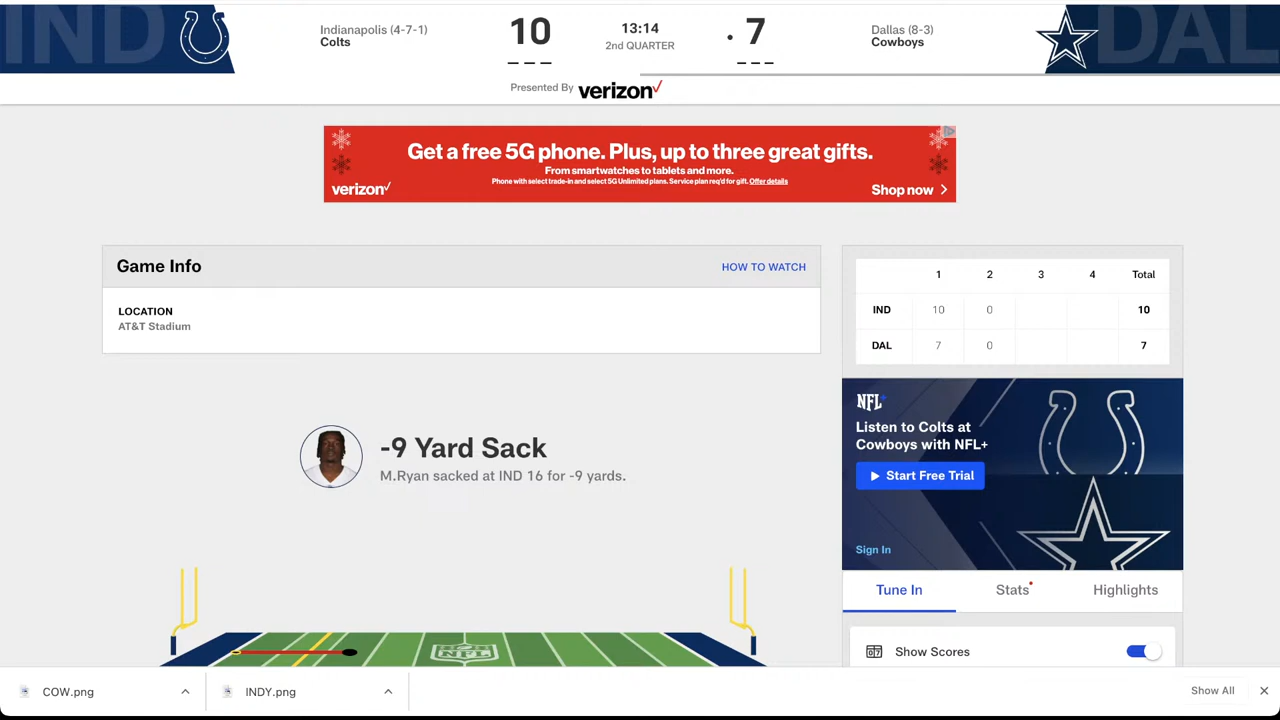 IND
Indianapolis (4-7-1)
Colts
10
13:14
2nd QUARTER
7
Dallas (8-3)
Cowboys
DAL
Presented By verizon
Get a free 5G phone. Plus, up to three great gifts.
From smartwatches to tablets and more.
Phone with select trade-in and select 5G Unlimited plans. Service plan req'd for gift. Offer details
verizon
Shop now
Game Info
HOW TO WATCH
LOCATION
AT&T Stadium
1 2 3 4 Total
IND 10 0 10
DAL 7 0 7
-9 Yard Sack
M.Ryan sacked at IND 16 for -9 yards.
NFL+
Listen to Colts at
Cowboys with NFL+
Start Free Trial
Sign In
Tune In Stats Highlights
Show Scores
NFL
COW.png
INDY.png
Show All